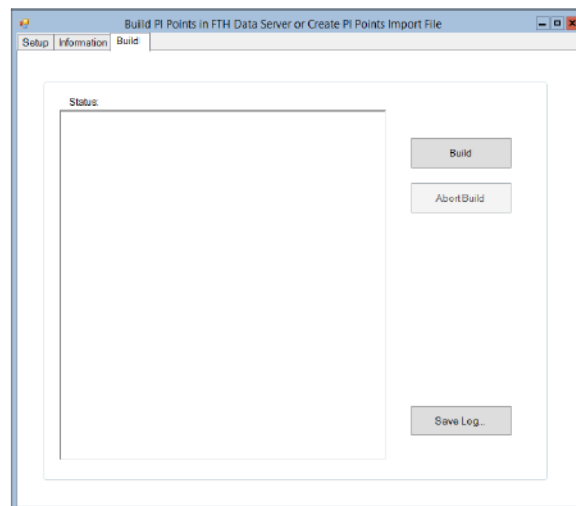 Build PI Points in FTH Data Server or Create PI Points Import File
Setup Information Build
Status:
Build
Abort Build
Save Log...